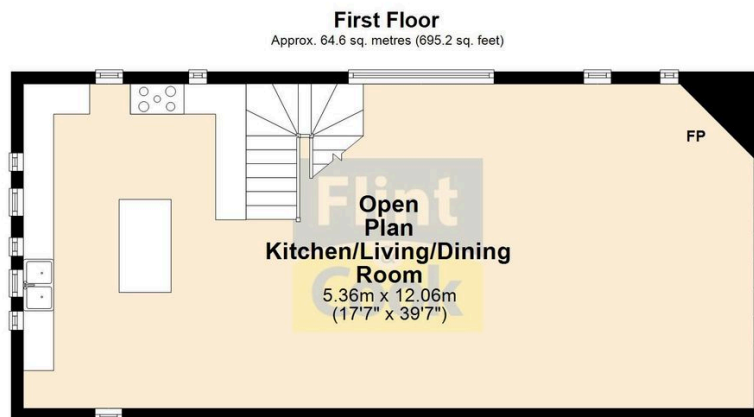 First Floor
Approx. 64.6 sq. metres (695.2 sq. feet)
FP
Flint
Open
Plan
Kitchen/Living/Dining
Room
Cook
5.36m x 12.06m
(17'7" x 39'7")